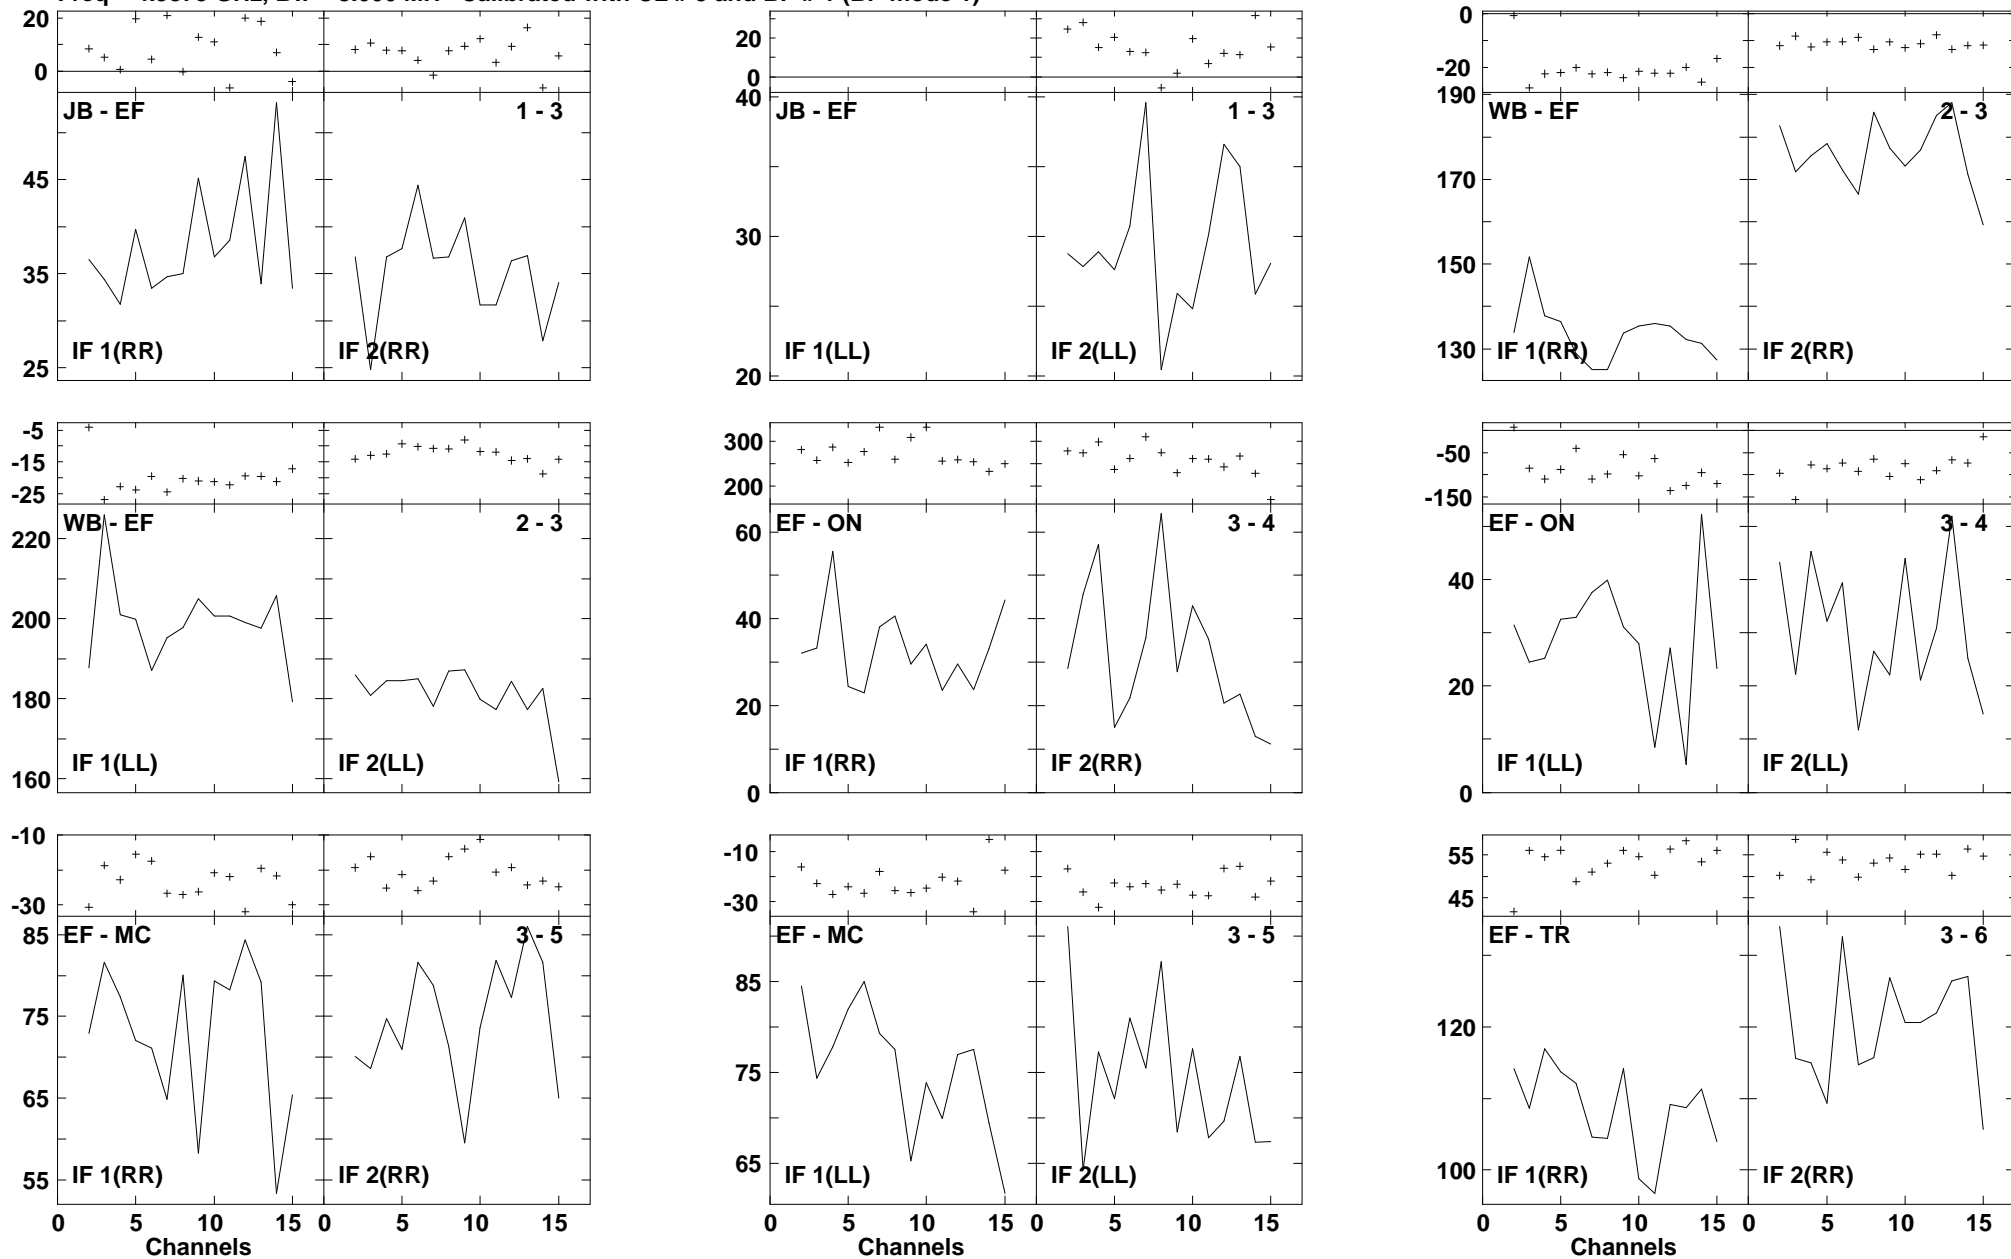 20 0 JB - EF 1 - 3 45 35 25 IF 1(RR) IF 2(RR)
20 0 40 JB - EF 1 - 3 30 20 IF 1(LL) IF 2(LL)
0 -20 190 WB - EF 2 - 3 170 150 130 IF 1(RR) IF 2(RR)
-5 -15 -25 WB - EF 2 - 3 220 200 180 160 IF 1(LL) IF 2(LL)
300 200 EF - ON 3 - 4 60 40 20 0 IF 1(RR) IF 2(RR)
-50 -150 EF - ON 3 - 4 40 20 0 IF 1(LL) IF 2(LL)
-10 -30 EF - MC 3 - 5 85 75 65 55 IF 1(RR) IF 2(RR)
0 5 10 15 0 5 10 15
Channels
-10 -30 EF - MC 3 - 5 85 75 65 IF 1(LL) IF 2(LL)
0 5 10 15 0 5 10 15
Channels
55 45 EF - TR 3 - 6 120 100 IF 1(RR) IF 2(RR)
0 5 10 15 0 5 10 15
Channels